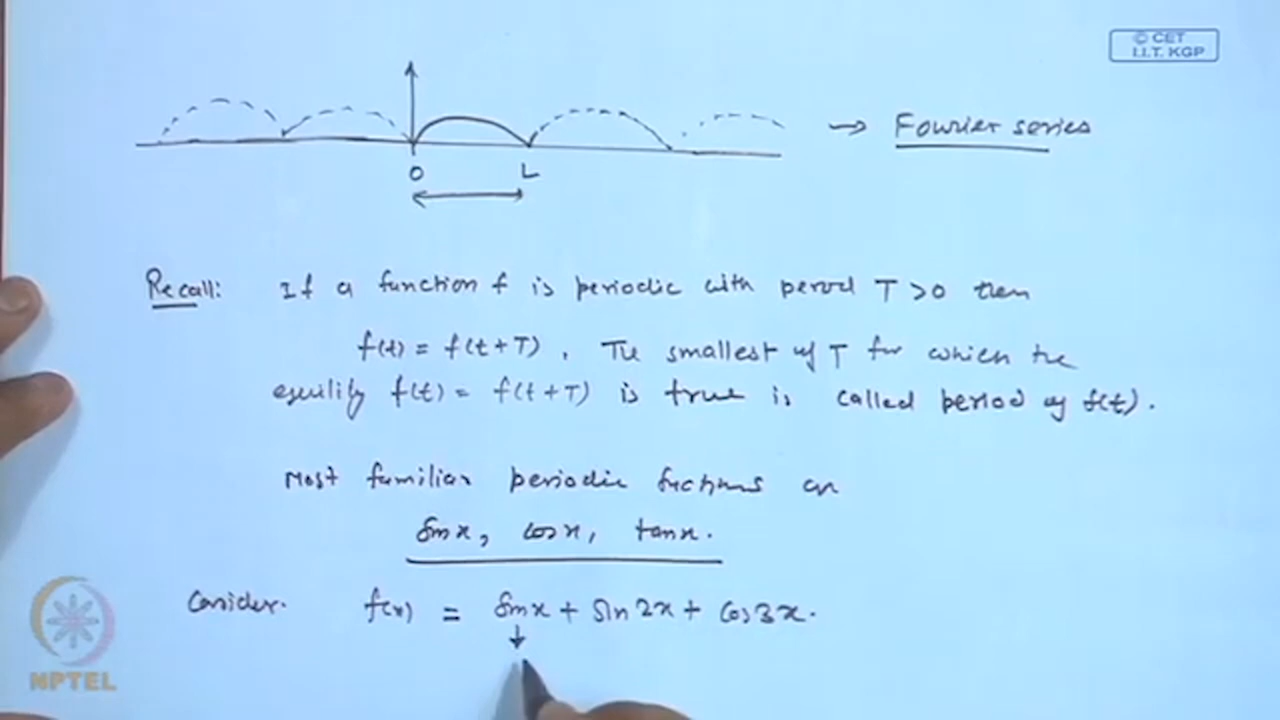 © CET
I.I.T. KGP
→ Fourier series
0 L
Recall: If a function f is periodic with period T>0 then
f(t) = f(t+T). The smallest of T for which the
equility f(t) = f(t+T) is true is called period of f(t).
Most familiar periodic functions are
sin x, cos x, tan x.
Consider. f(x) = sin x + sin 2x + cos 3x.
NPTEL